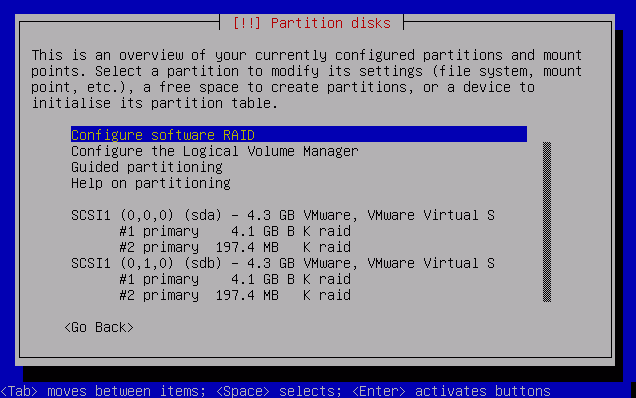 [!!] Partition disks
This is an overview of your currently configured partitions and mount
points. Select a partition to modify its settings (file system, mount
point, etc.), a free space to create partitions, or a device to
initialise its partition table.
Configure software RAID
Configure the Logical Volume Manager
Guided partitioning
Help on partitioning
SCSI1 (0,0,0) (sda) - 4.3 GB VMware, VMware Virtual S
#1 primary 4.1 GB B K raid
#2 primary 197.4 MB K raid
SCSI1 (0,1,0) (sdb) - 4.3 GB VMware, VMware Virtual S
#1 primary 4.1 GB B K raid
#2 primary 197.4 MB K raid
<Go Back>
<Tab> moves between items; <Space> selects; <Enter> activates buttons